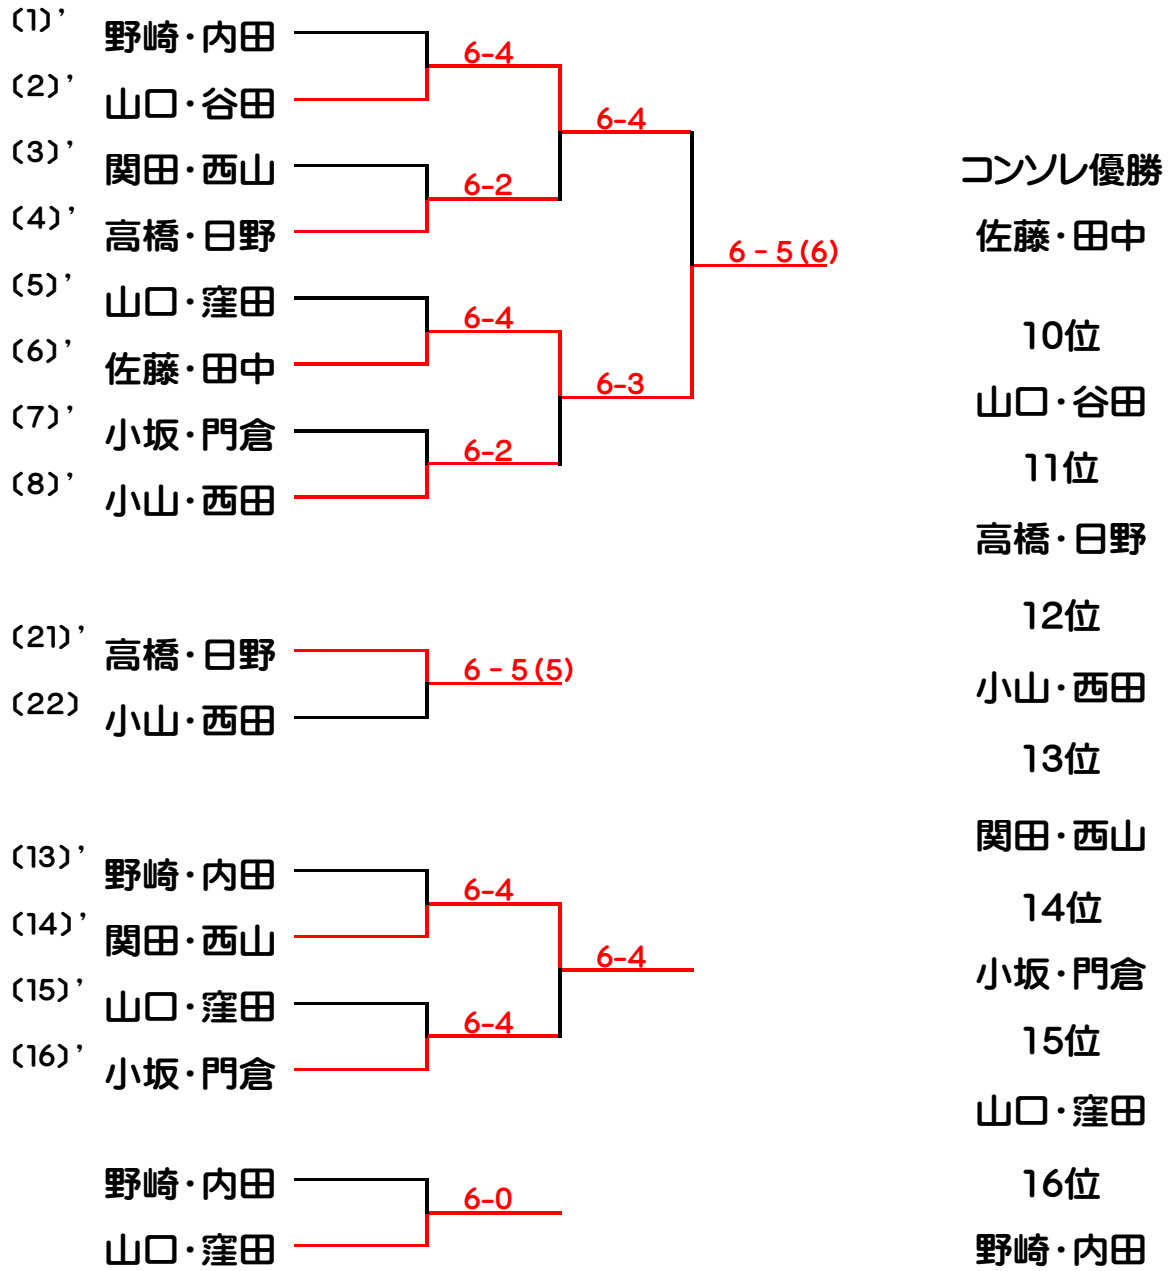 (1)’ 野崎・内田
6-4
(2)’ 山口・谷田
6-4
(3)’ 関田・西山
6-2
(4)’ 高橋・日野
6 - 5 (6)
(5)’ 山口・窪田
6-4
(6)’ 佐藤・田中
6-3
(7)’ 小坂・門倉
6-2
(8)’ 小山・西田
(21)’ 高橋・日野
6 - 5 (5)
(22) 小山・西田
(13)’ 野崎・内田
6-4
(14)’ 関田・西山
6-4
(15)’ 山口・窪田
6-4
(16)’ 小坂・門倉
野崎・内田
6-0
山口・窪田
コンソレ優勝
佐藤・田中
10位
山口・谷田
11位
高橋・日野
12位
小山・西田
13位
関田・西山
14位
小坂・門倉
15位
山口・窪田
16位
野崎・内田